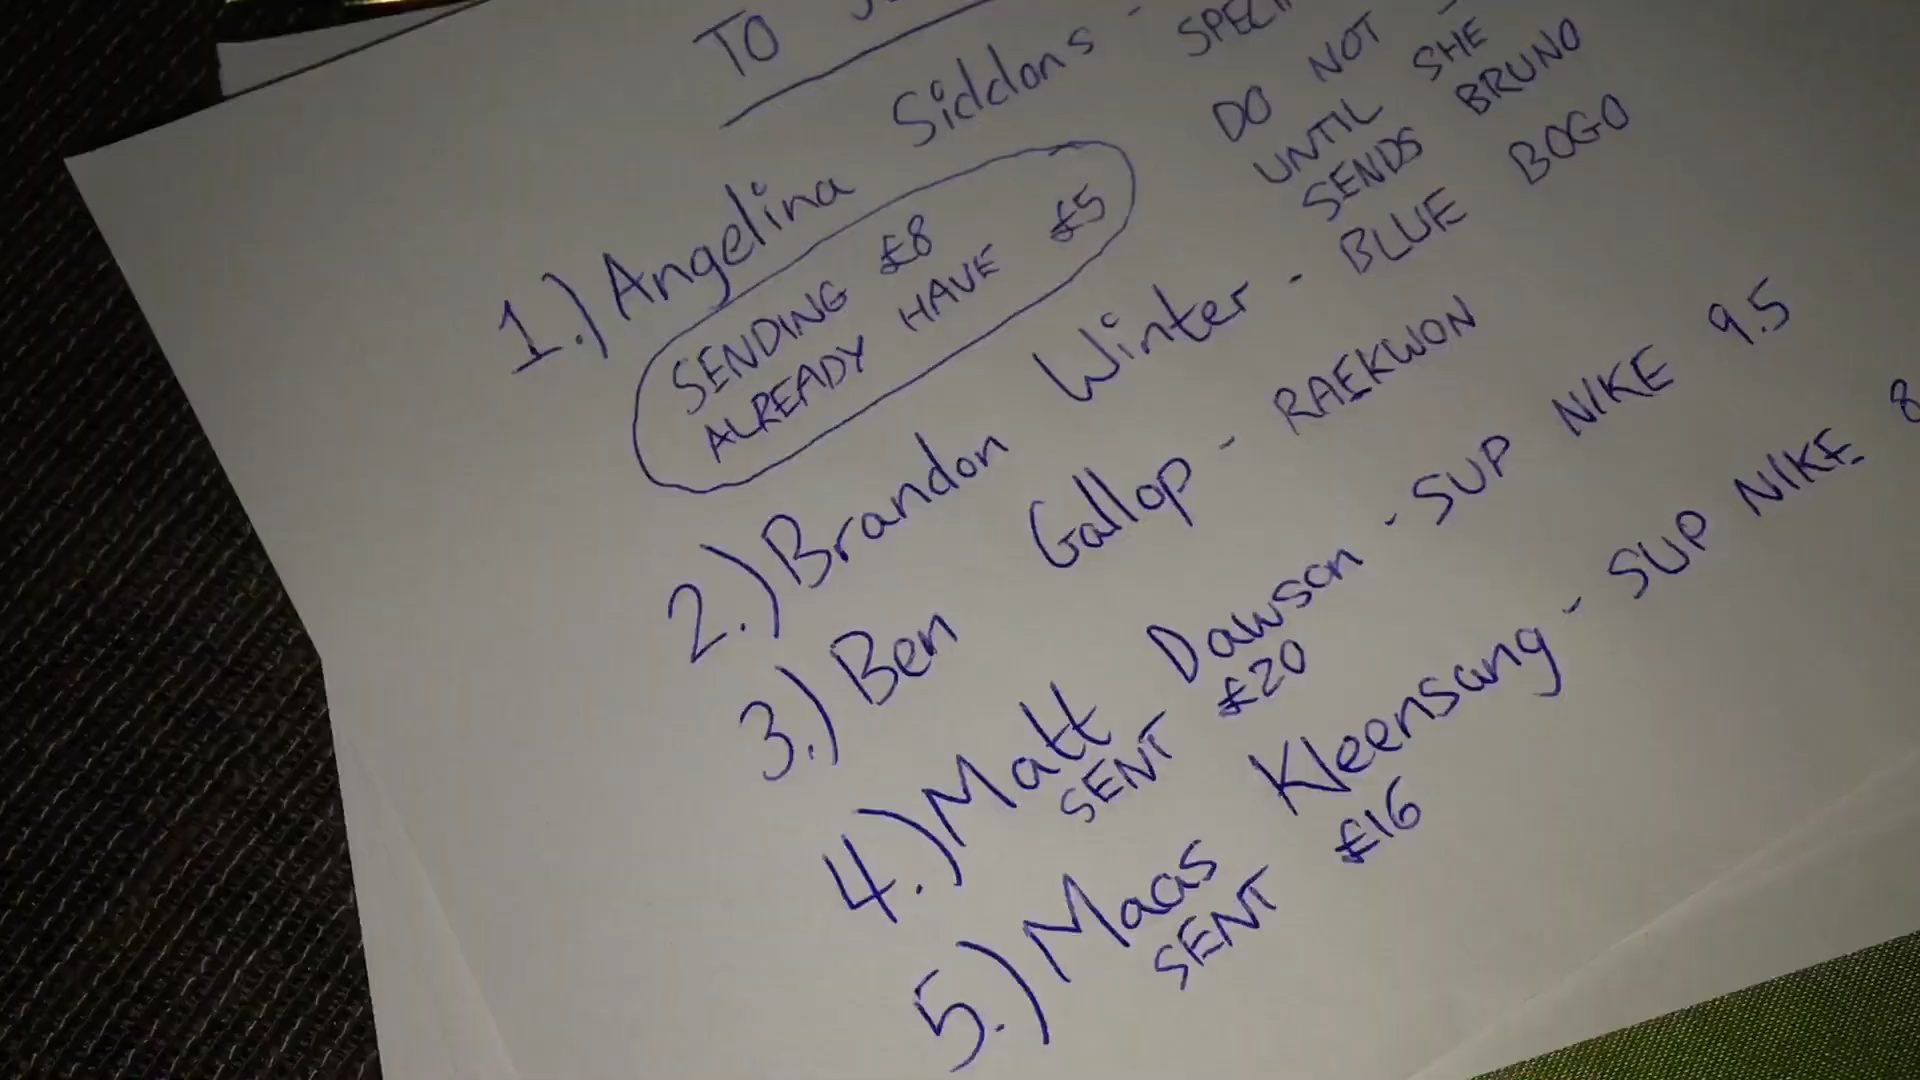 TO
1.) Angelina Siddons -
DO NOT
UNTIL SHE
SENDS BRUNO
SENDING £8
ALREADY HAVE £5
2.) Brandon Winter - BLUE BOGO
3.) Ben Gallop - RAEKWON
4.) Matt Dawson - SUP NIKE 9.5
SENT £20
5.) Maas Kleensang - SUP NIKE 8
SENT £16